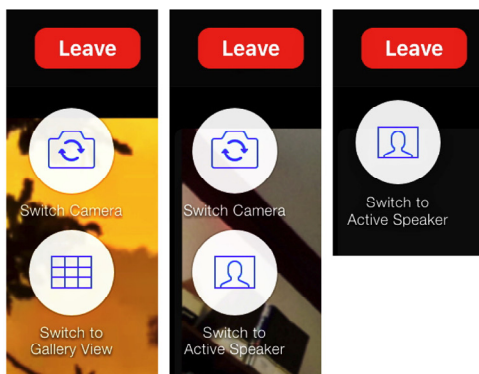 Leave
Switch Camera
Switch to
Gallery View
Leave
Switch Camera
Switch to
Active Speaker
Leave
Switch to
Active Speaker